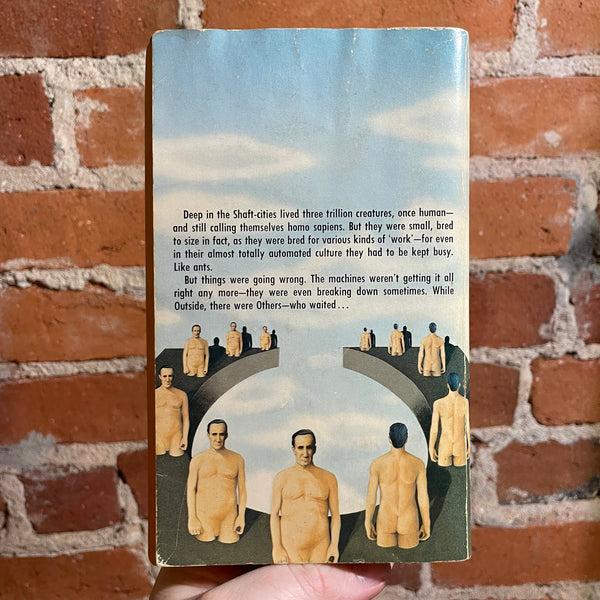 Deep in the Shaft-cities lived three trillion creatures, once human—
and still calling themselves homo sapiens. But they were small, bred
to size in fact, as they were bred for various kinds of 'work'—for even
in their almost totally automated culture they had to be kept busy.
Like ants.
But things were going wrong. The machines weren't getting it all
right any more—they were even breaking down sometimes. While
Outside, there were Others—who waited...